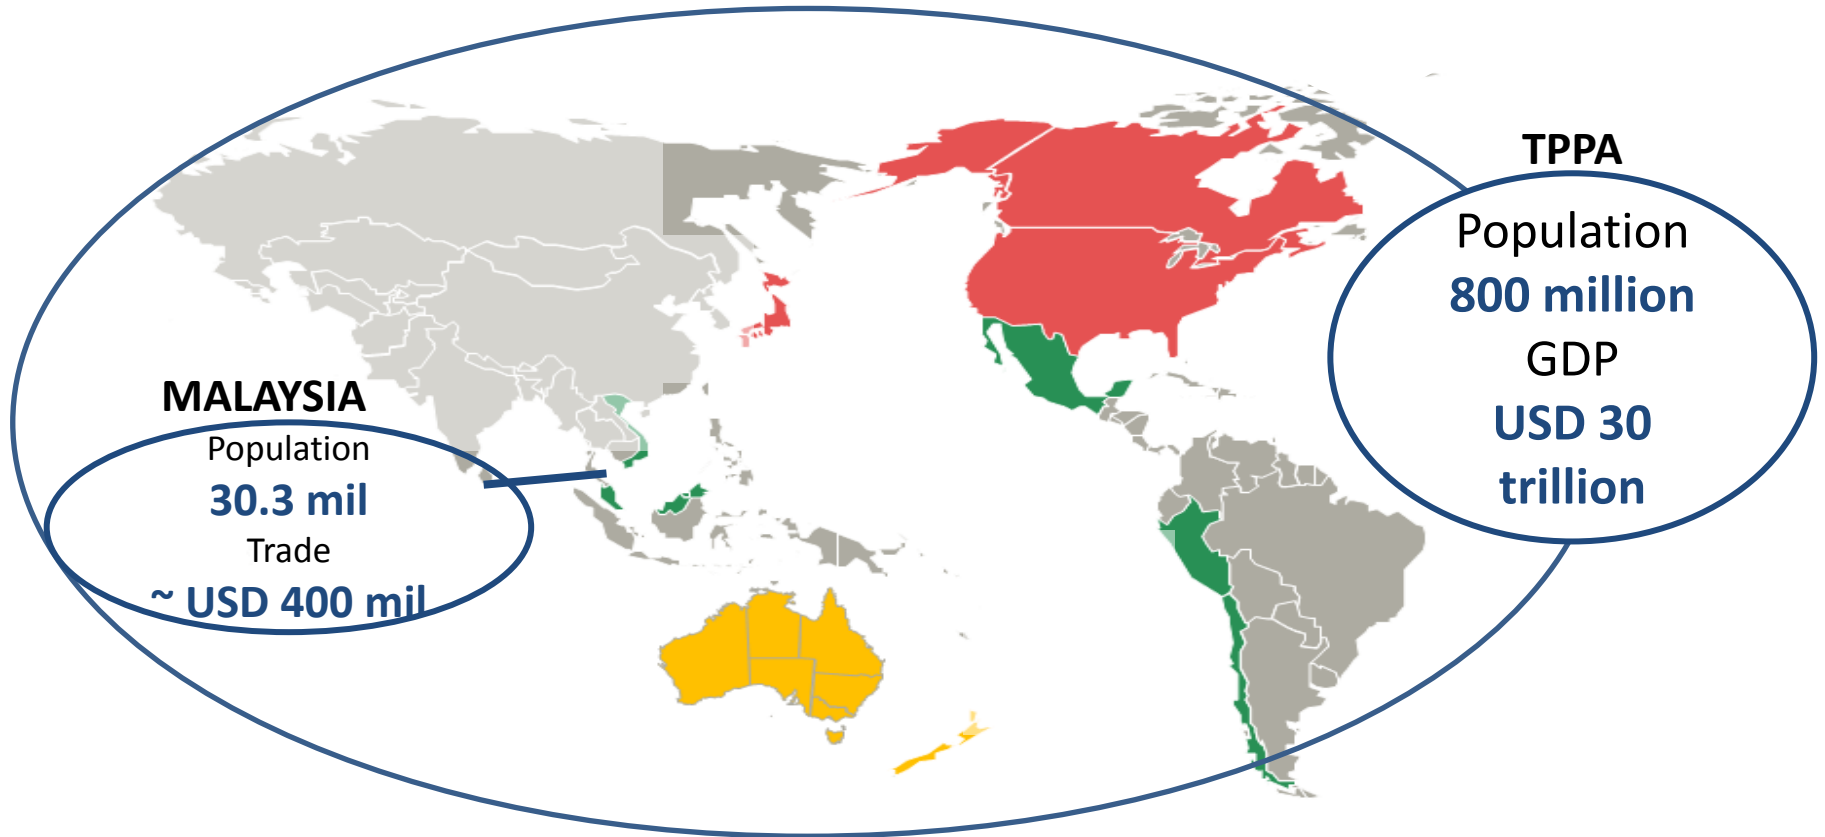 TPPA
Population
800 million
GDP
USD 30
trillion
MALAYSIA
Population
30.3 mil
Trade
~ USD 400 mil